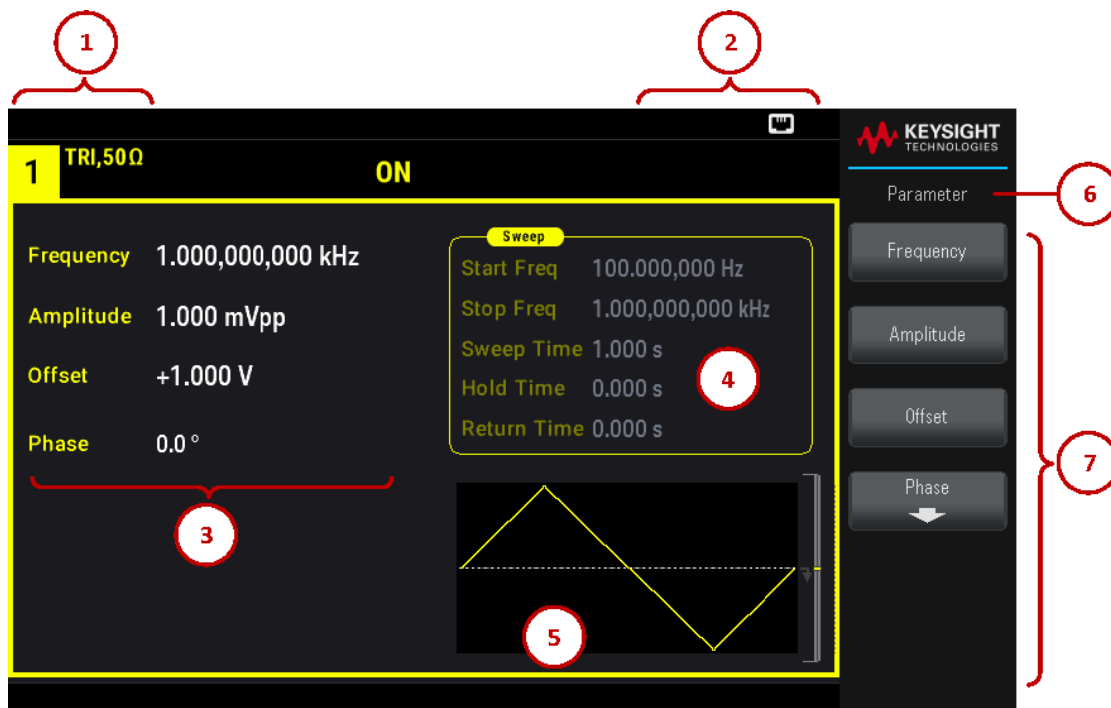 1
2
KEYSIGHT
TECHNOLOGIES
1
TRI,50Ω
ON
Parameter
6
Frequency 1.000,000,000 kHz
Amplitude 1.000 mVpp
Offset +1.000 V
Phase 0.0 °
3
Sweep
Start Freq 100.000,000 Hz
Stop Freq 1.000,000,000 kHz
Sweep Time 1.000 s
Hold Time 0.000 s
Return Time 0.000 s
4
5
Frequency
Amplitude
Offset
Phase
7